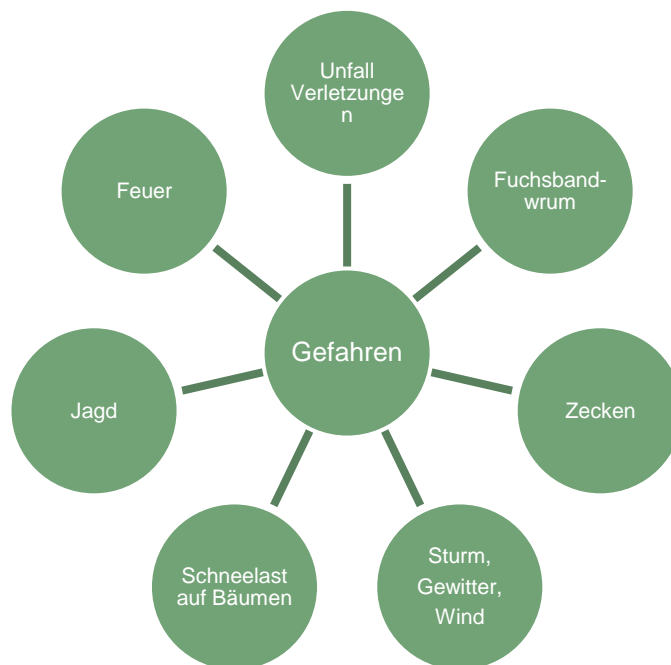 Unfall
Verletzunge
n
Fuchsband-
wrum
Zecken
Sturm,
Gewitter,
Wind
Schneelast
auf Bäumen
Jagd
Feuer
Gefahren